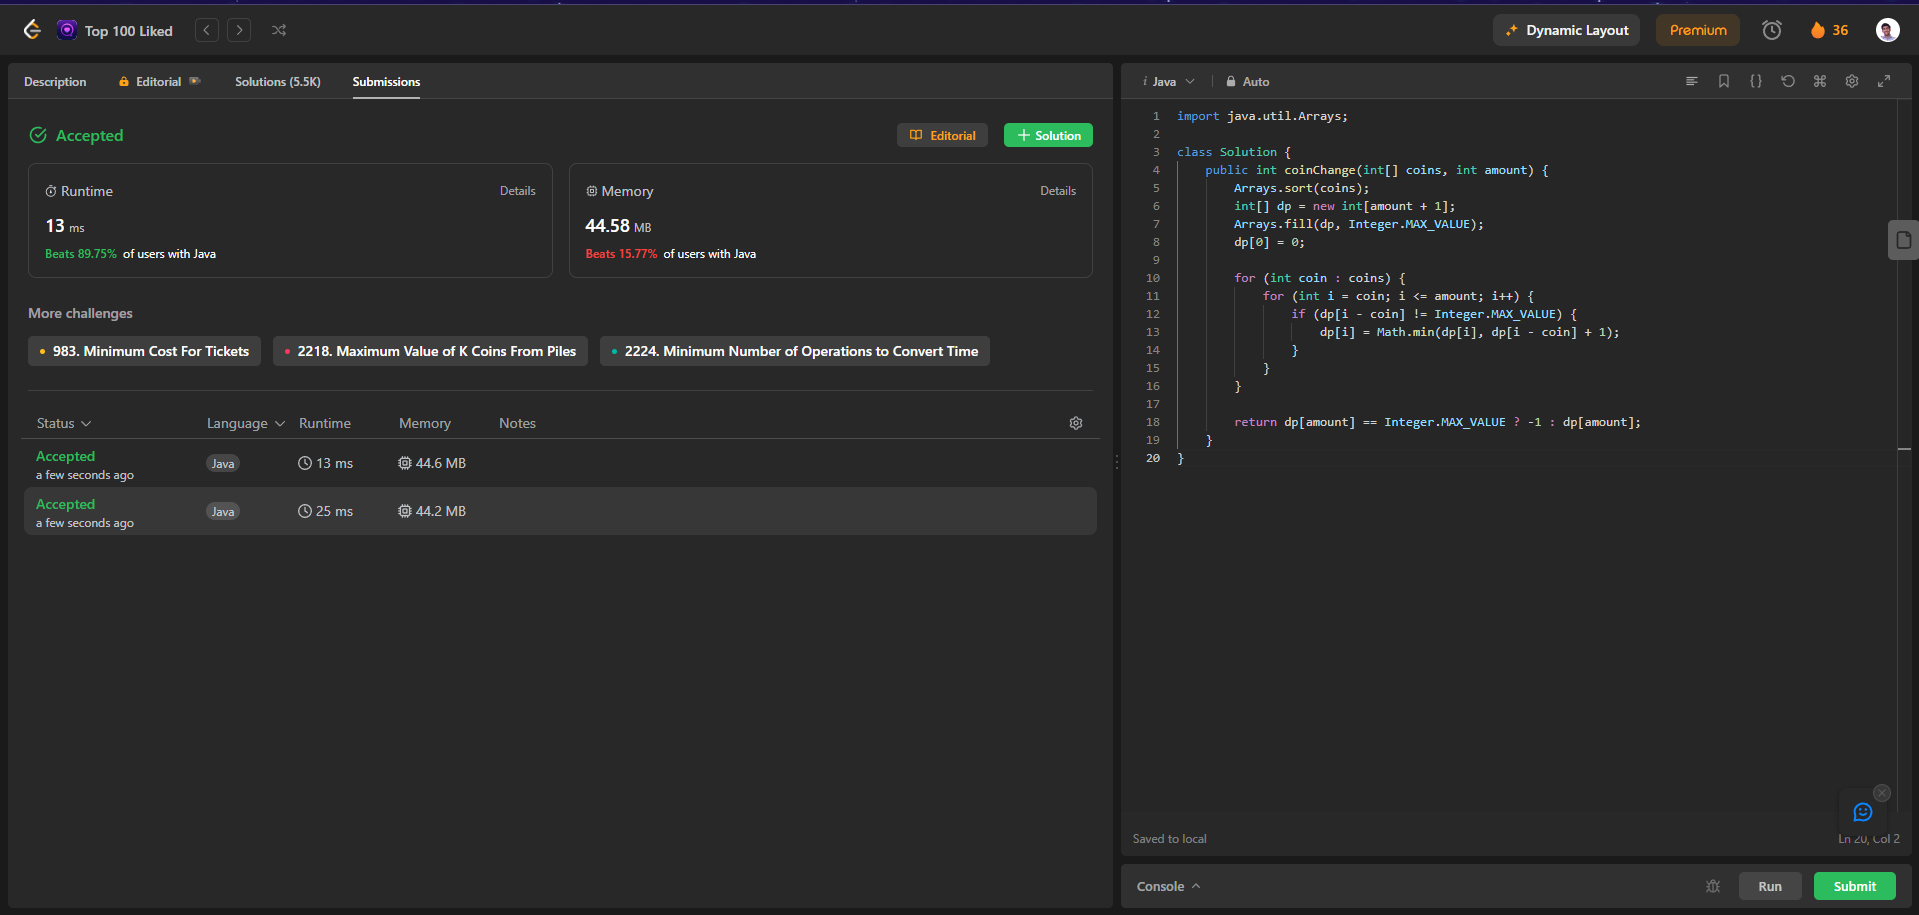 Top 100 Liked
Dynamic Layout
Premium
36
Description
Editorial
Solutions (5.5K)
Submissions
Accepted
Editorial
Solution
Runtime
Details
13 ms
Beats 89.75% of users with Java
Memory
Details
44.58 MB
Beats 15.77% of users with Java
More challenges
983. Minimum Cost For Tickets
2218. Maximum Value of K Coins From Piles
2224. Minimum Number of Operations to Convert Time
Status Language Runtime Memory Notes
Accepted
a few seconds ago
Java 13 ms 44.6 MB
Accepted
a few seconds ago
Java 25 ms 44.2 MB
i Java
Auto
1 import java.util.Arrays;
2
3 class Solution {
4 public int coinChange(int[] coins, int amount) {
5 Arrays.sort(coins);
6 int[] dp = new int[amount + 1];
7 Arrays.fill(dp, Integer.MAX_VALUE);
8 dp[0] = 0;
9
10 for (int coin : coins) {
11 for (int i = coin; i <= amount; i++) {
12 if (dp[i - coin] != Integer.MAX_VALUE) {
13 dp[i] = Math.min(dp[i], dp[i - coin] + 1);
14 }
15 }
16 }
17
18 return dp[amount] == Integer.MAX_VALUE ? -1 : dp[amount];
19 }
20 }
Saved to local
Ln 20, Col 2
Console
Run
Submit